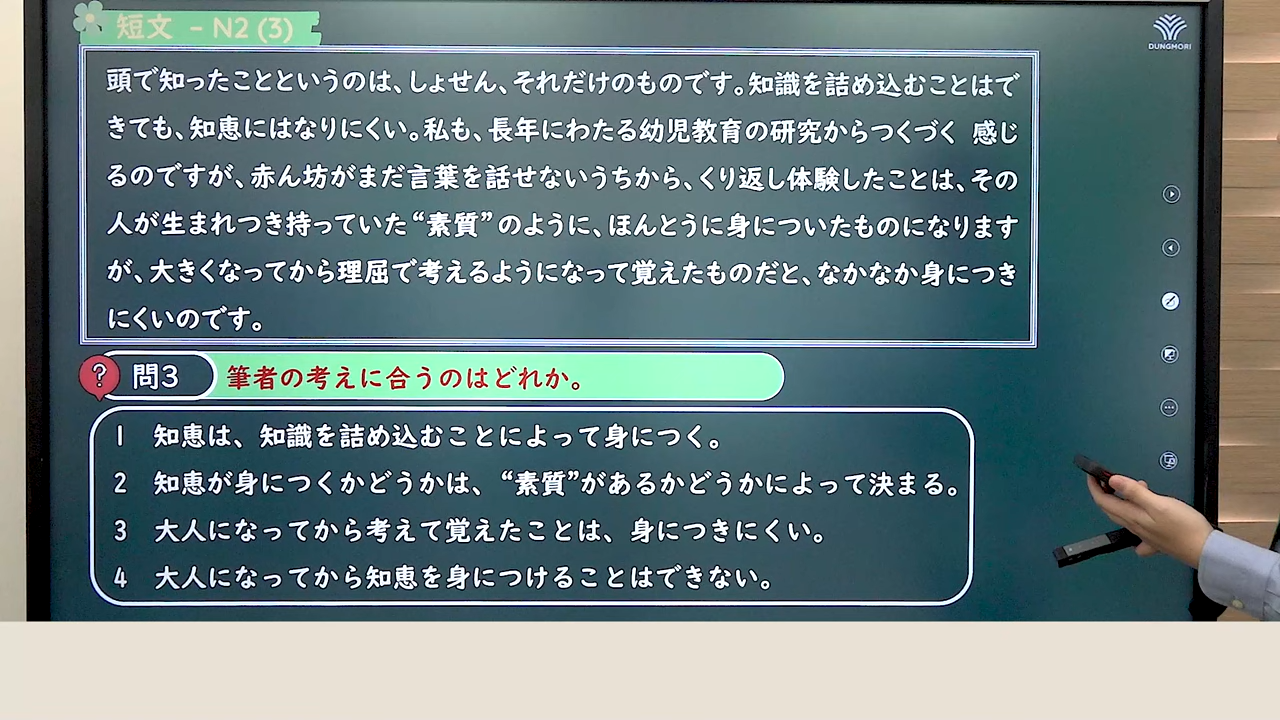 短文 - N2 (3)
DUNGMORI
頭で知ったことというのは、しょせん、それだけのものです。知識を詰め込むことはで
きても、知恵にはなりにくい。私も、長年にわたる幼児教育の研究からつくづく 感じ
るのですが、赤ん坊がまだ言葉を話せないうちから、くり返し体験したことは、その
人が生まれつき持っていた“素質”のように、ほんとうに身についたものになります
が、大きくなってから理屈で考えるようになって覚えたものだと、なかなか身につき
にくいのです。
? 問3 筆者の考えに合うのはどれか。
1 知恵は、知識を詰め込むことによって身につく。
2 知恵が身につくかどうかは、“素質”があるかどうかによって決まる。
3 大人になってから考えて覚えたことは、身につきにくい。
4 大人になってから知恵を身につけることはできない。